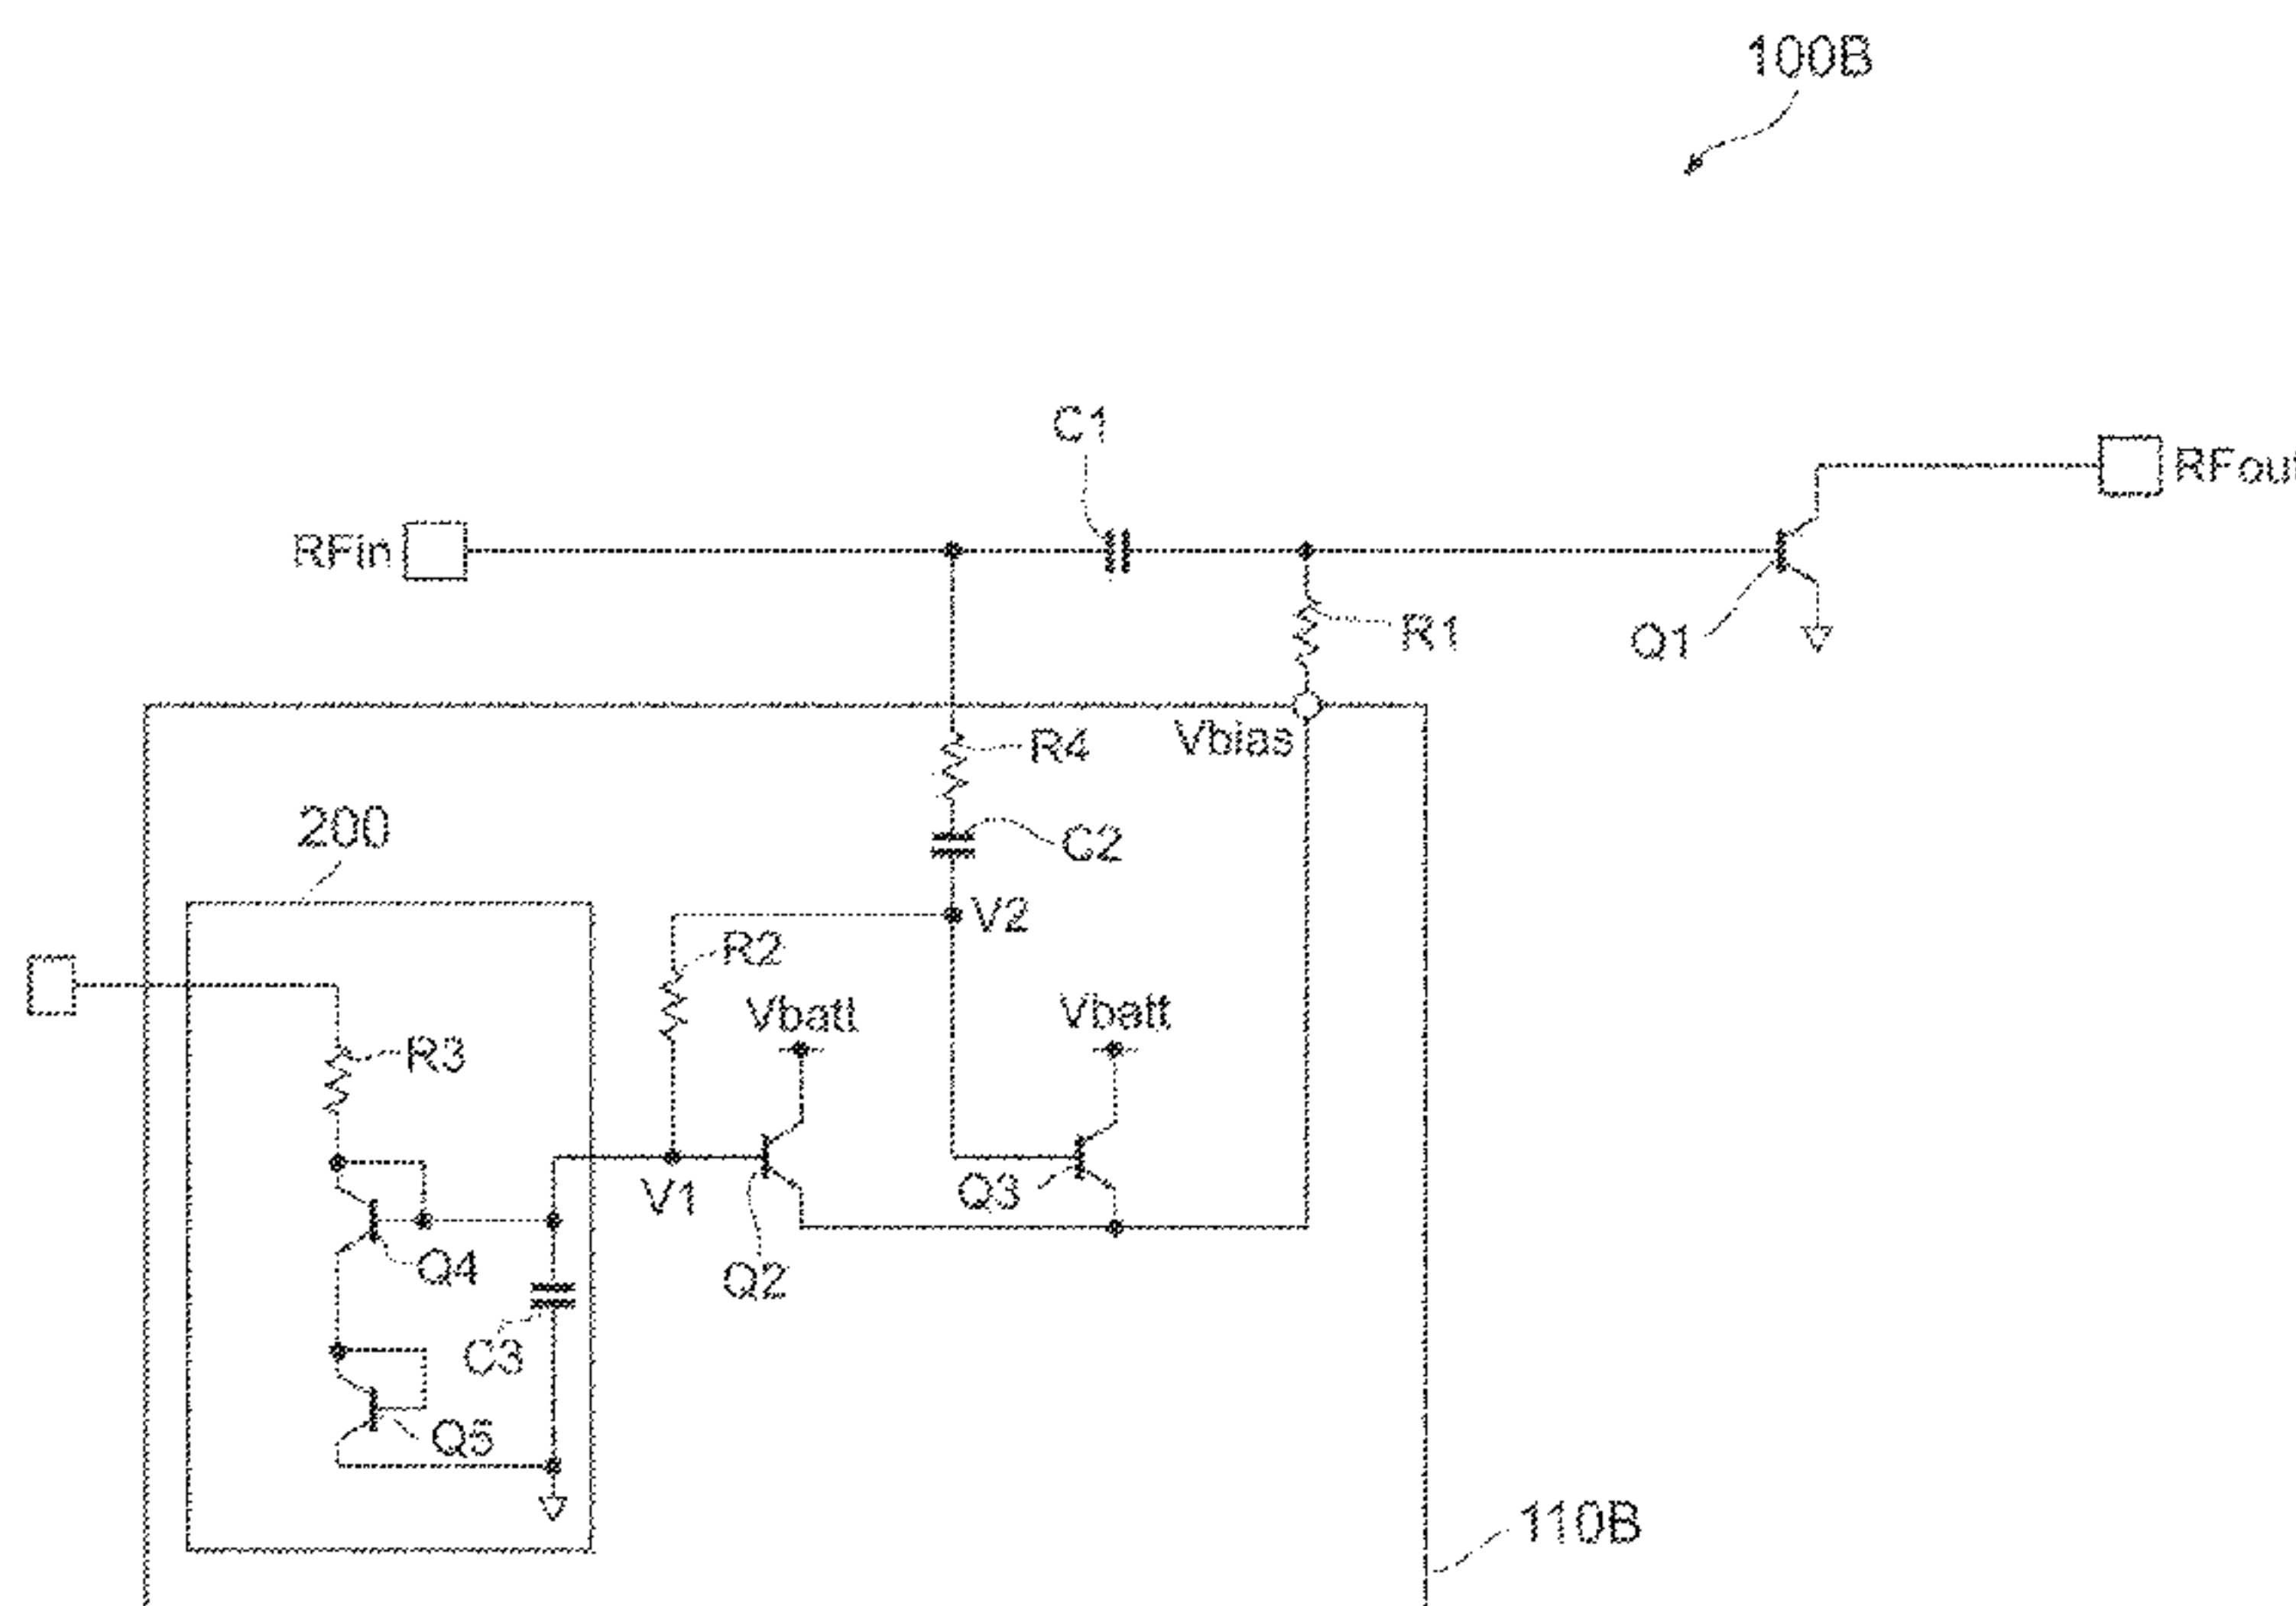 100B
C1
RFout
RFin
R1
Q1
R4
Vbias
200
C2
V2
R2
Vbatt
Vbatt
R3
V1
Q3
Q4
Q2
C3
Q5
110B